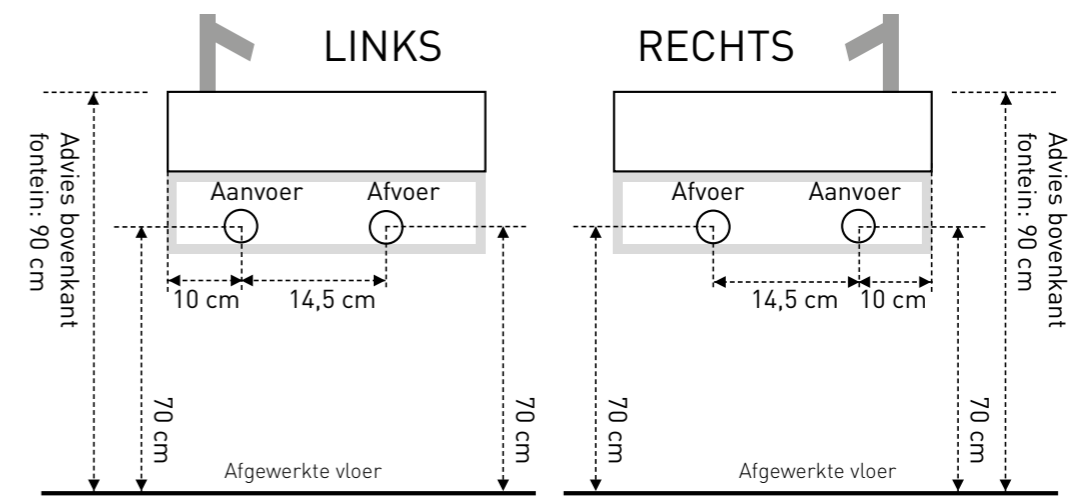 LINKS
Advies bovenkant
fontein: 90 cm
Aanvoer
Afvoer
10 cm
14,5 cm
70 cm
70 cm
Afgewerkte vloer
RECHTS
Afvoer
Aanvoer
14,5 cm
10 cm
70 cm
70 cm
Advies bovenkant
fontein: 90 cm
Afgewerkte vloer